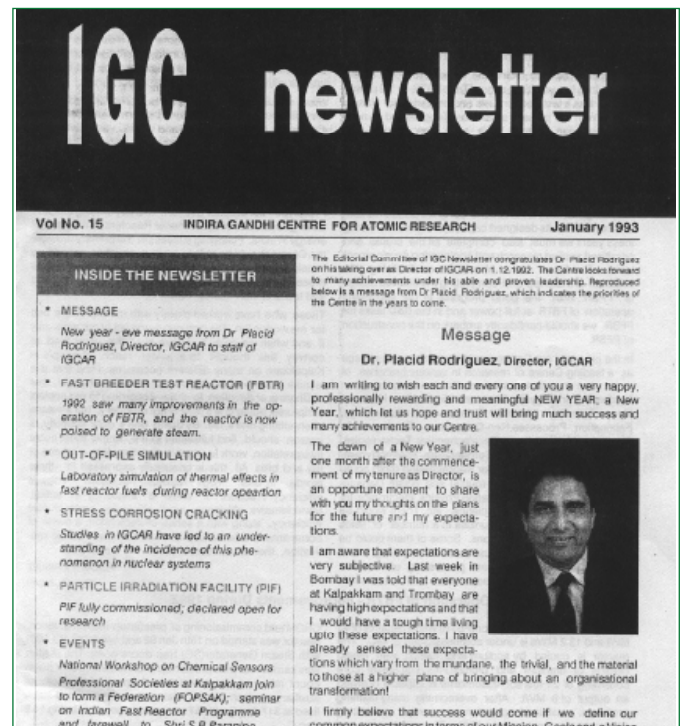 IGC newsletter
Vol No. 15 INDIRA GANDHI CENTRE FOR ATOMIC RESEARCH January 1993
INSIDE THE NEWSLETTER
* MESSAGE
New year - eve message from Dr Placid
Rodriguez, Director, IGCAR to staff of
IGCAR
* FAST BREEDER TEST REACTOR (FBTR)
1992 saw many improvements in the op-
eration of FBTR, and the reactor is now
poised to generate steam.
* OUT-OF-PILE SIMULATION
Laboratory simulation of thermal effects in
fast reactor fuels during reactor opeartion
* STRESS CORROSION CRACKING
Studies in IGCAR have led to an under-
standing of the incidence of this phe-
nomenon in nuclear systems
* PARTICLE IRRADIATION FACILITY (PIF)
PIF fully commissioned; declared open for
research
* EVENTS
National Workshop on Chemical Sensors
Professional Societies at Kalpakkam join
to form a Federation (FOPSAK); seminar
on Indian Fast Reactor Programme
and farewell to Shri S.R.Paranjpe
The Editorial Committee of IGC Newsletter congratulates Dr Placid Rodriguez
on his taking over as Director of IGCAR on 1.12.1992. The Centre looks forward
to many achievements under his able and proven leadership. Reproduced
below is a message from Dr Placid Rodriguez, which indicates the priorities of
the Centre in the years to come.
Message
Dr. Placid Rodriguez, Director, IGCAR
I am writing to wish each and every one of you a very happy,
professionally rewarding and meaningful NEW YEAR; a New
Year, which let us hope and trust will bring much success and
many achievements to our Centre.
The dawn of a New Year, just
one month after the commence-
ment of my tenure as Director, is
an opportune moment to share
with you my thoughts on the plans
for the future and my expecta-
tions.
I am aware that expectations are
very subjective. Last week in
Bombay I was told that everyone
at Kalpakkam and Trombay are
having high expectations and that
I would have a tough time living
upto these expectations. I have
already sensed these expecta-
tions which vary from the mundane, the trivial, and the material
to those at a higher plane of bringing about an organisational
transformation!
I firmly believe that success would come if we define our
common expectations in terms of our Mission, Goals and a Vision